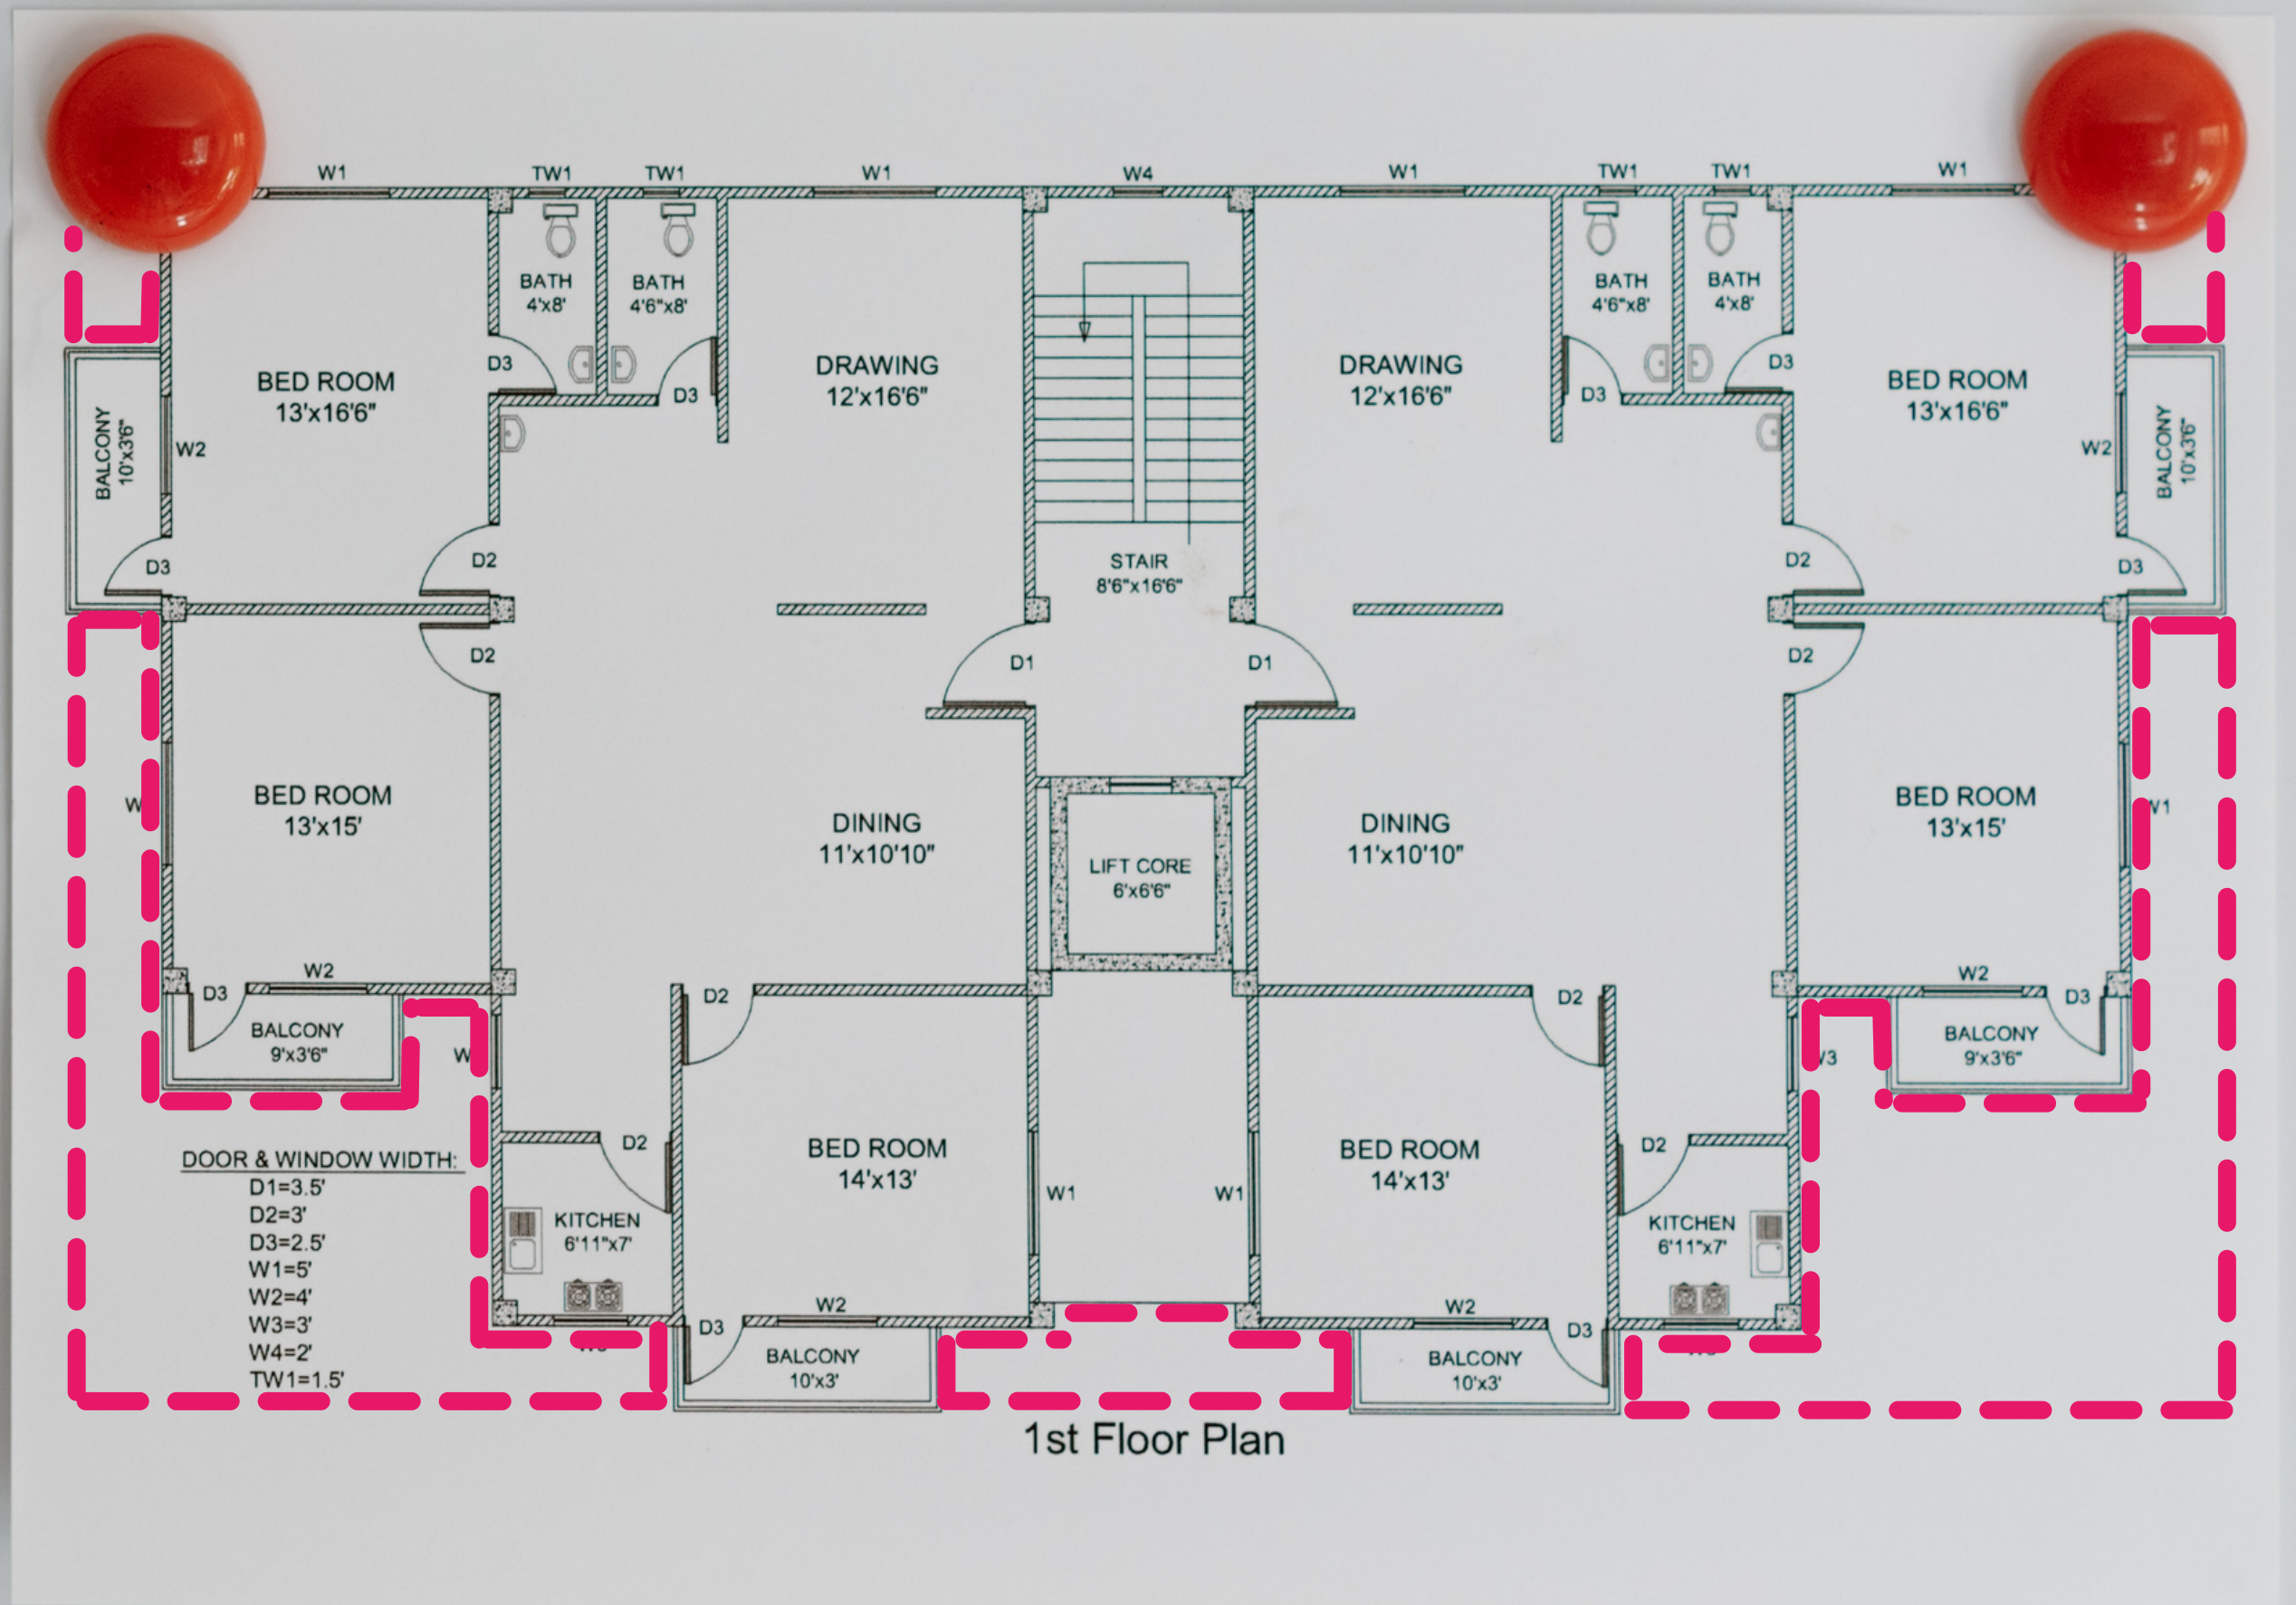 W1
TW1
TW1
W1
W4
W1
TW1
TW1
W1
BATH
4'x8'
BATH
4'6"x8'
BATH
4'6"x8'
BATH
4'x8'
D3
D3
D3
D3
BED ROOM
13'x16'6"
DRAWING
12'x16'6"
DRAWING
12'x16'6"
BED ROOM
13'x16'6"
BALCONY
10'x3'6"
W2
W2
BALCONY
10'x3'6"
D3
D2
STAIR
8'6"x16'6"
D2
D3
D2
D1
D1
D2
W
BED ROOM
13'x15'
DINING
11'x10'10"
LIFT CORE
6'x6'6"
DINING
11'x10'10"
BED ROOM
13'x15'
W1
W2
D3
D2
D2
W2
D3
BALCONY
9'x3'6"
W
W3
BALCONY
9'x3'6"
D2
BED ROOM
14'x13'
BED ROOM
14'x13'
D2
DOOR & WINDOW WIDTH:
D1=3.5'
D2=3'
D3=2.5'
W1=5'
W2=4'
W3=3'
W4=2'
TW1=1.5'
W1
W1
KITCHEN
6'11"x7'
KITCHEN
6'11"x7'
W2
D3
W2
D3
BALCONY
10'x3'
BALCONY
10'x3'
1st Floor Plan